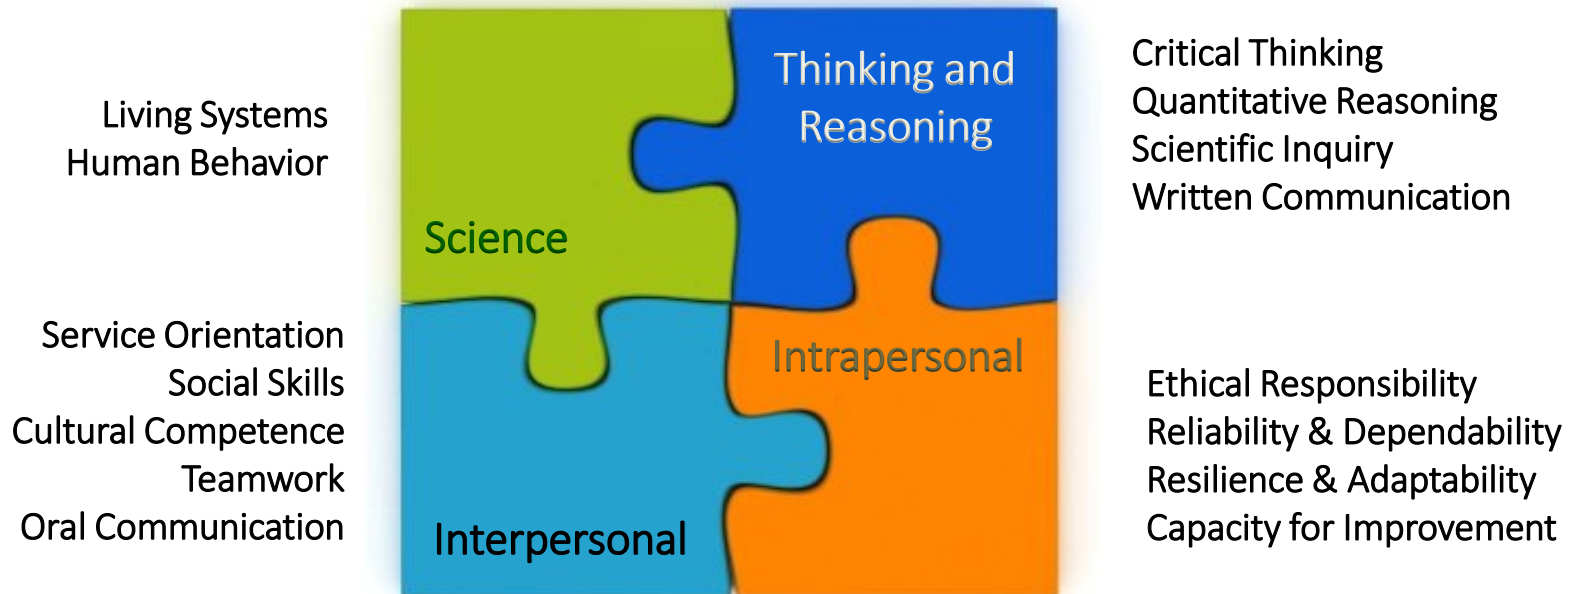 Living Systems
Human Behavior
Science
Thinking and
Reasoning
Critical Thinking
Quantitative Reasoning
Scientific Inquiry
Written Communication
Service Orientation
Social Skills
Cultural Competence
Teamwork
Oral Communication
Interpersonal
Intrapersonal
Ethical Responsibility
Reliability & Dependability
Resilience & Adaptability
Capacity for Improvement